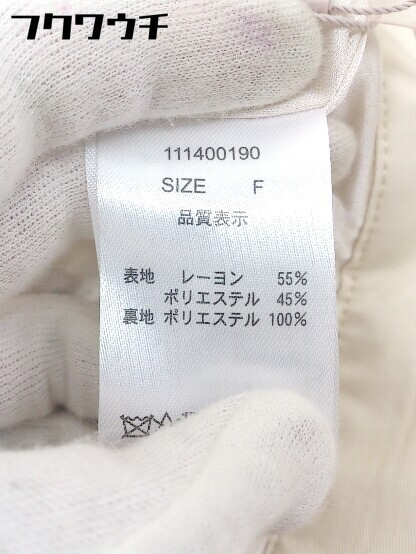 フクワウチ
111400190
SIZE F
品質表示
表地 レーヨン 55%
ポリエステル 45%
裏地 ポリエステル 100%